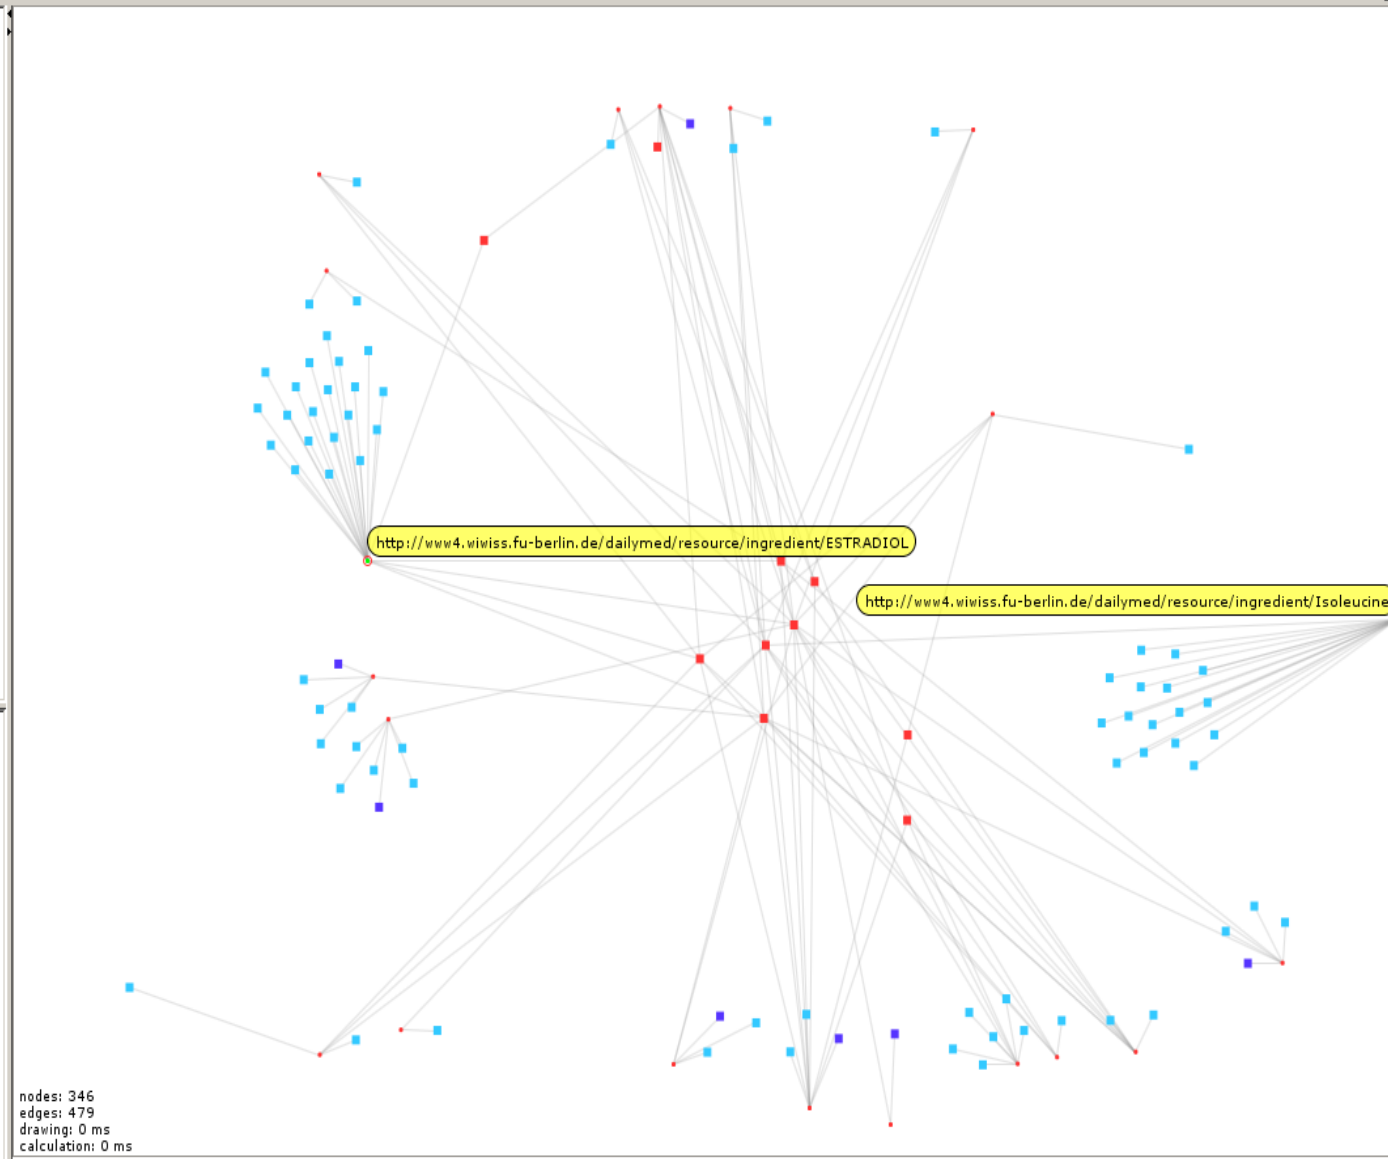 http://www4.wiwiss.fu-berlin.de/dailymed/resource/ingredient/ESTRADIOL
http://www4.wiwiss.fu-berlin.de/dailymed/resource/ingredient/Isoleucine
nodes: 346
edges: 479
drawing: 0 ms
calculation: 0 ms